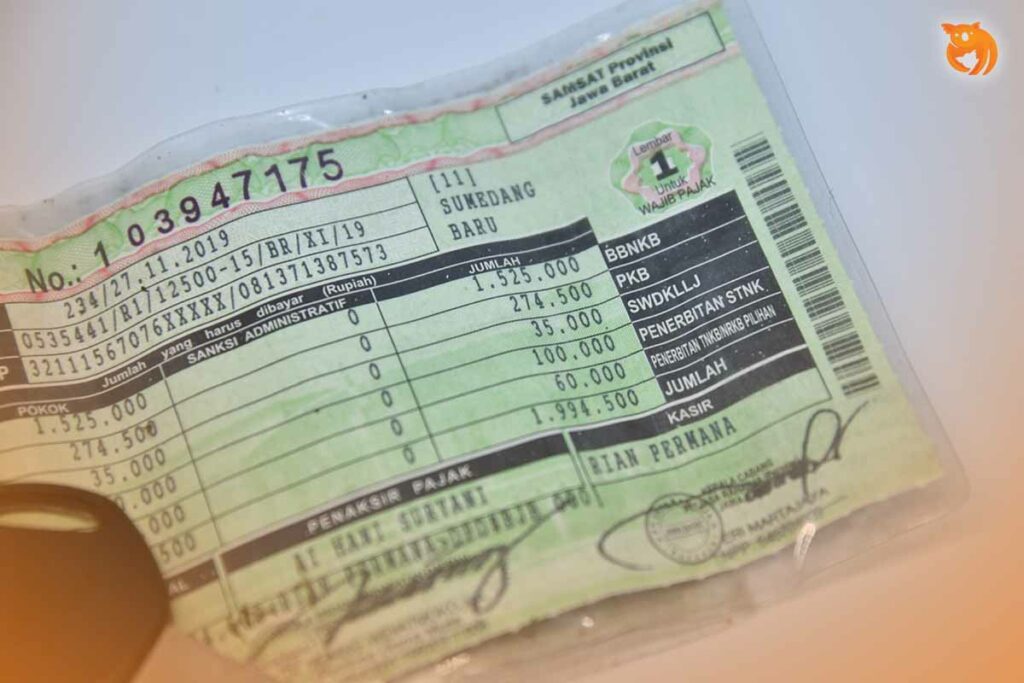 SAMSAT Provinsi
Jawa Barat
No.: 1 03947175
Lembar
1
Untuk
WAJIB PAJAK
234/27.11.2019
0535441/R1/12500-15/BR/XI/19
32111567076XXXXX/081371387573
[11]
SUMEDANG
BARU
Jumlah yang harus dibayar (Rupiah)
POKOK SANKSI ADMINISTRATIF JUMLAH
1.525.000 0 1.525.000 BBNKB
274.500 0 274.500 PKB
35.000 0 35.000 SWDKLLJ
0 100.000 PENERBITAN STNK
0 60.000 PENERBITAN TNKB/NRKB PILIHAN
0 1.994.500 JUMLAH
PENAKSIR PAJAK
KASIR
AI HANI SURYANI
RIAN PERMANA